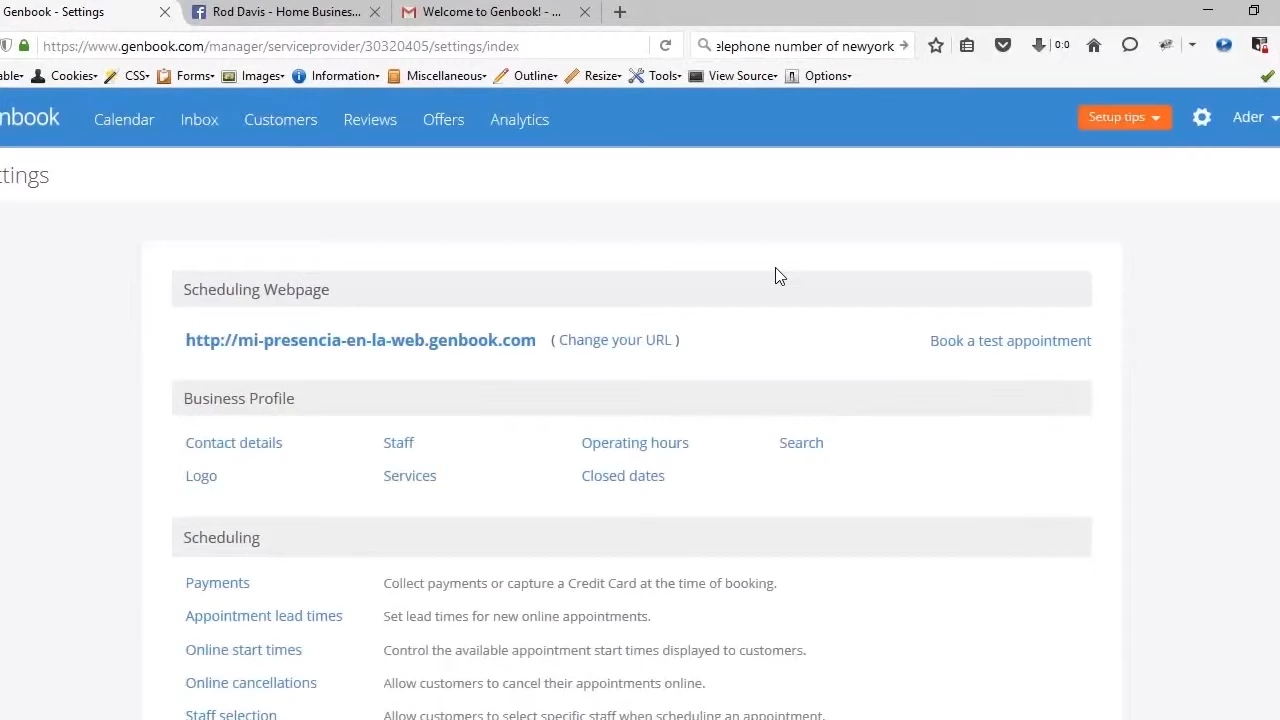 Genbook - Settings
Rod Davis - Home Busines...
Welcome to Genbook! - ...
https://www.genbook.com/manager/serviceprovider/30320405/settings/index
elephone number of newyork
0:0
able Cookies CSS Forms Images Information Miscellaneous Outline Resize Tools View Source Options
nbook Calendar Inbox Customers Reviews Offers Analytics Setup tips Ader
ttings
Scheduling Webpage
http://mi-presencia-en-la-web.genbook.com ( Change your URL ) Book a test appointment
Business Profile
Contact details Staff Operating hours Search
Logo Services Closed dates
Scheduling
Payments Collect payments or capture a Credit Card at the time of booking.
Appointment lead times Set lead times for new online appointments.
Online start times Control the available appointment start times displayed to customers.
Online cancellations Allow customers to cancel their appointments online.
Staff selection Allow customers to select specific staff when scheduling an appointment.